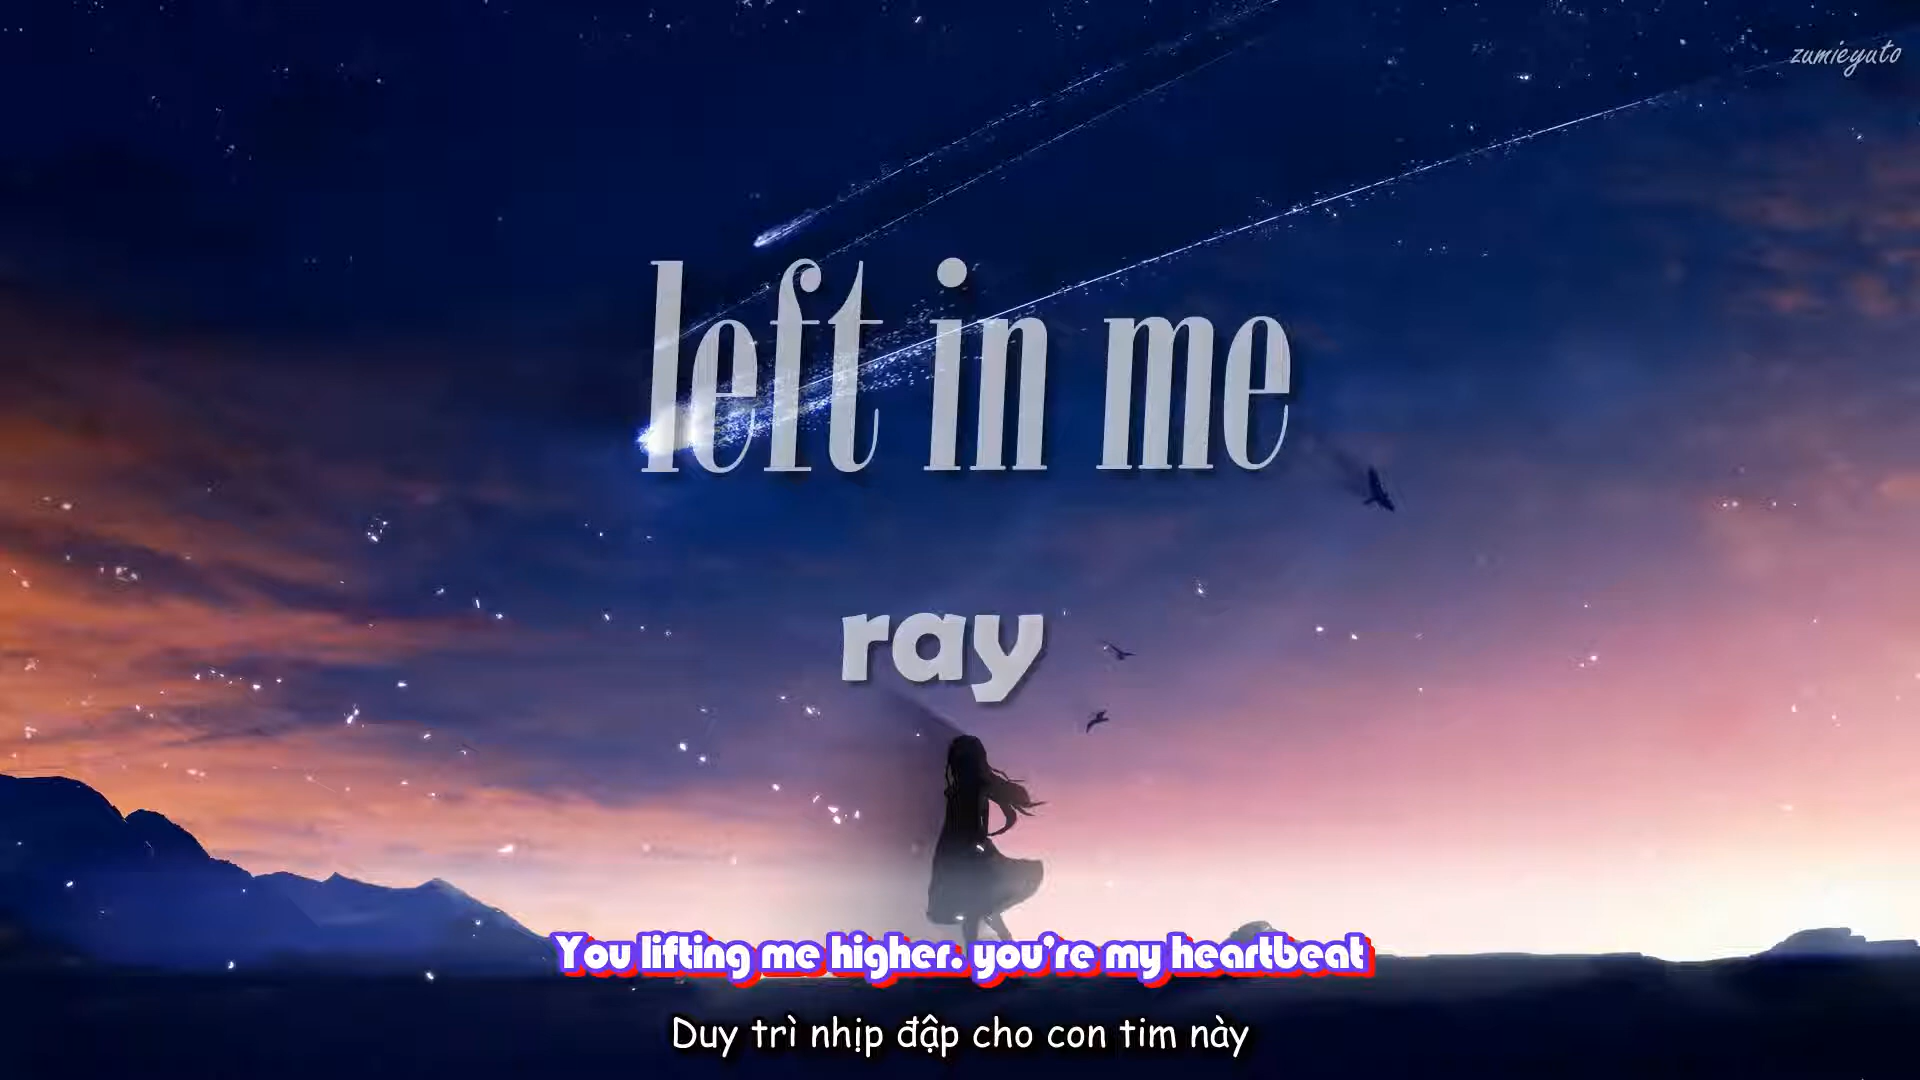 zumieyuto
left in me
ray
You lifting me higher. you're my heartbeat
Duy trì nhịp đập cho con tim này